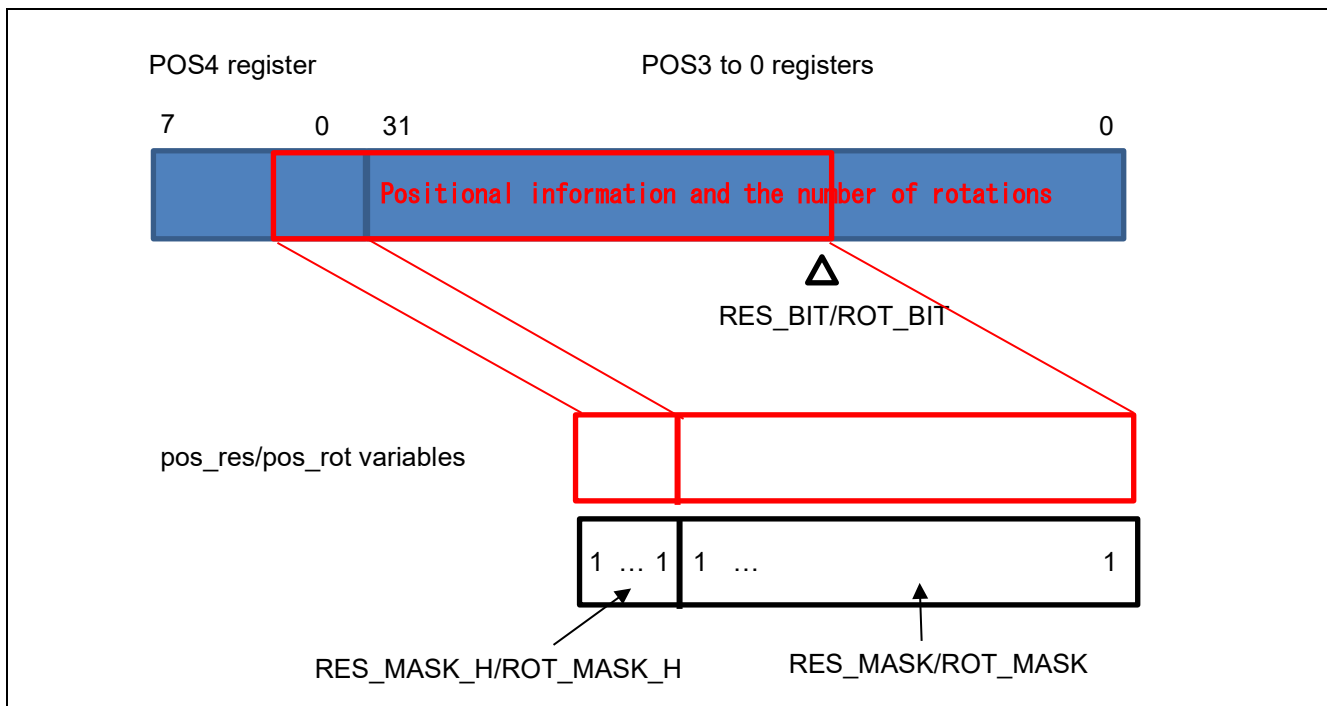 POS4 register POS3 to 0 registers
7 0 31 0
Positional information and the number of rotations
RES_BIT/ROT_BIT
pos_res/pos_rot variables
1 … 1 1 … 1
RES_MASK_H/ROT_MASK_H RES_MASK/ROT_MASK